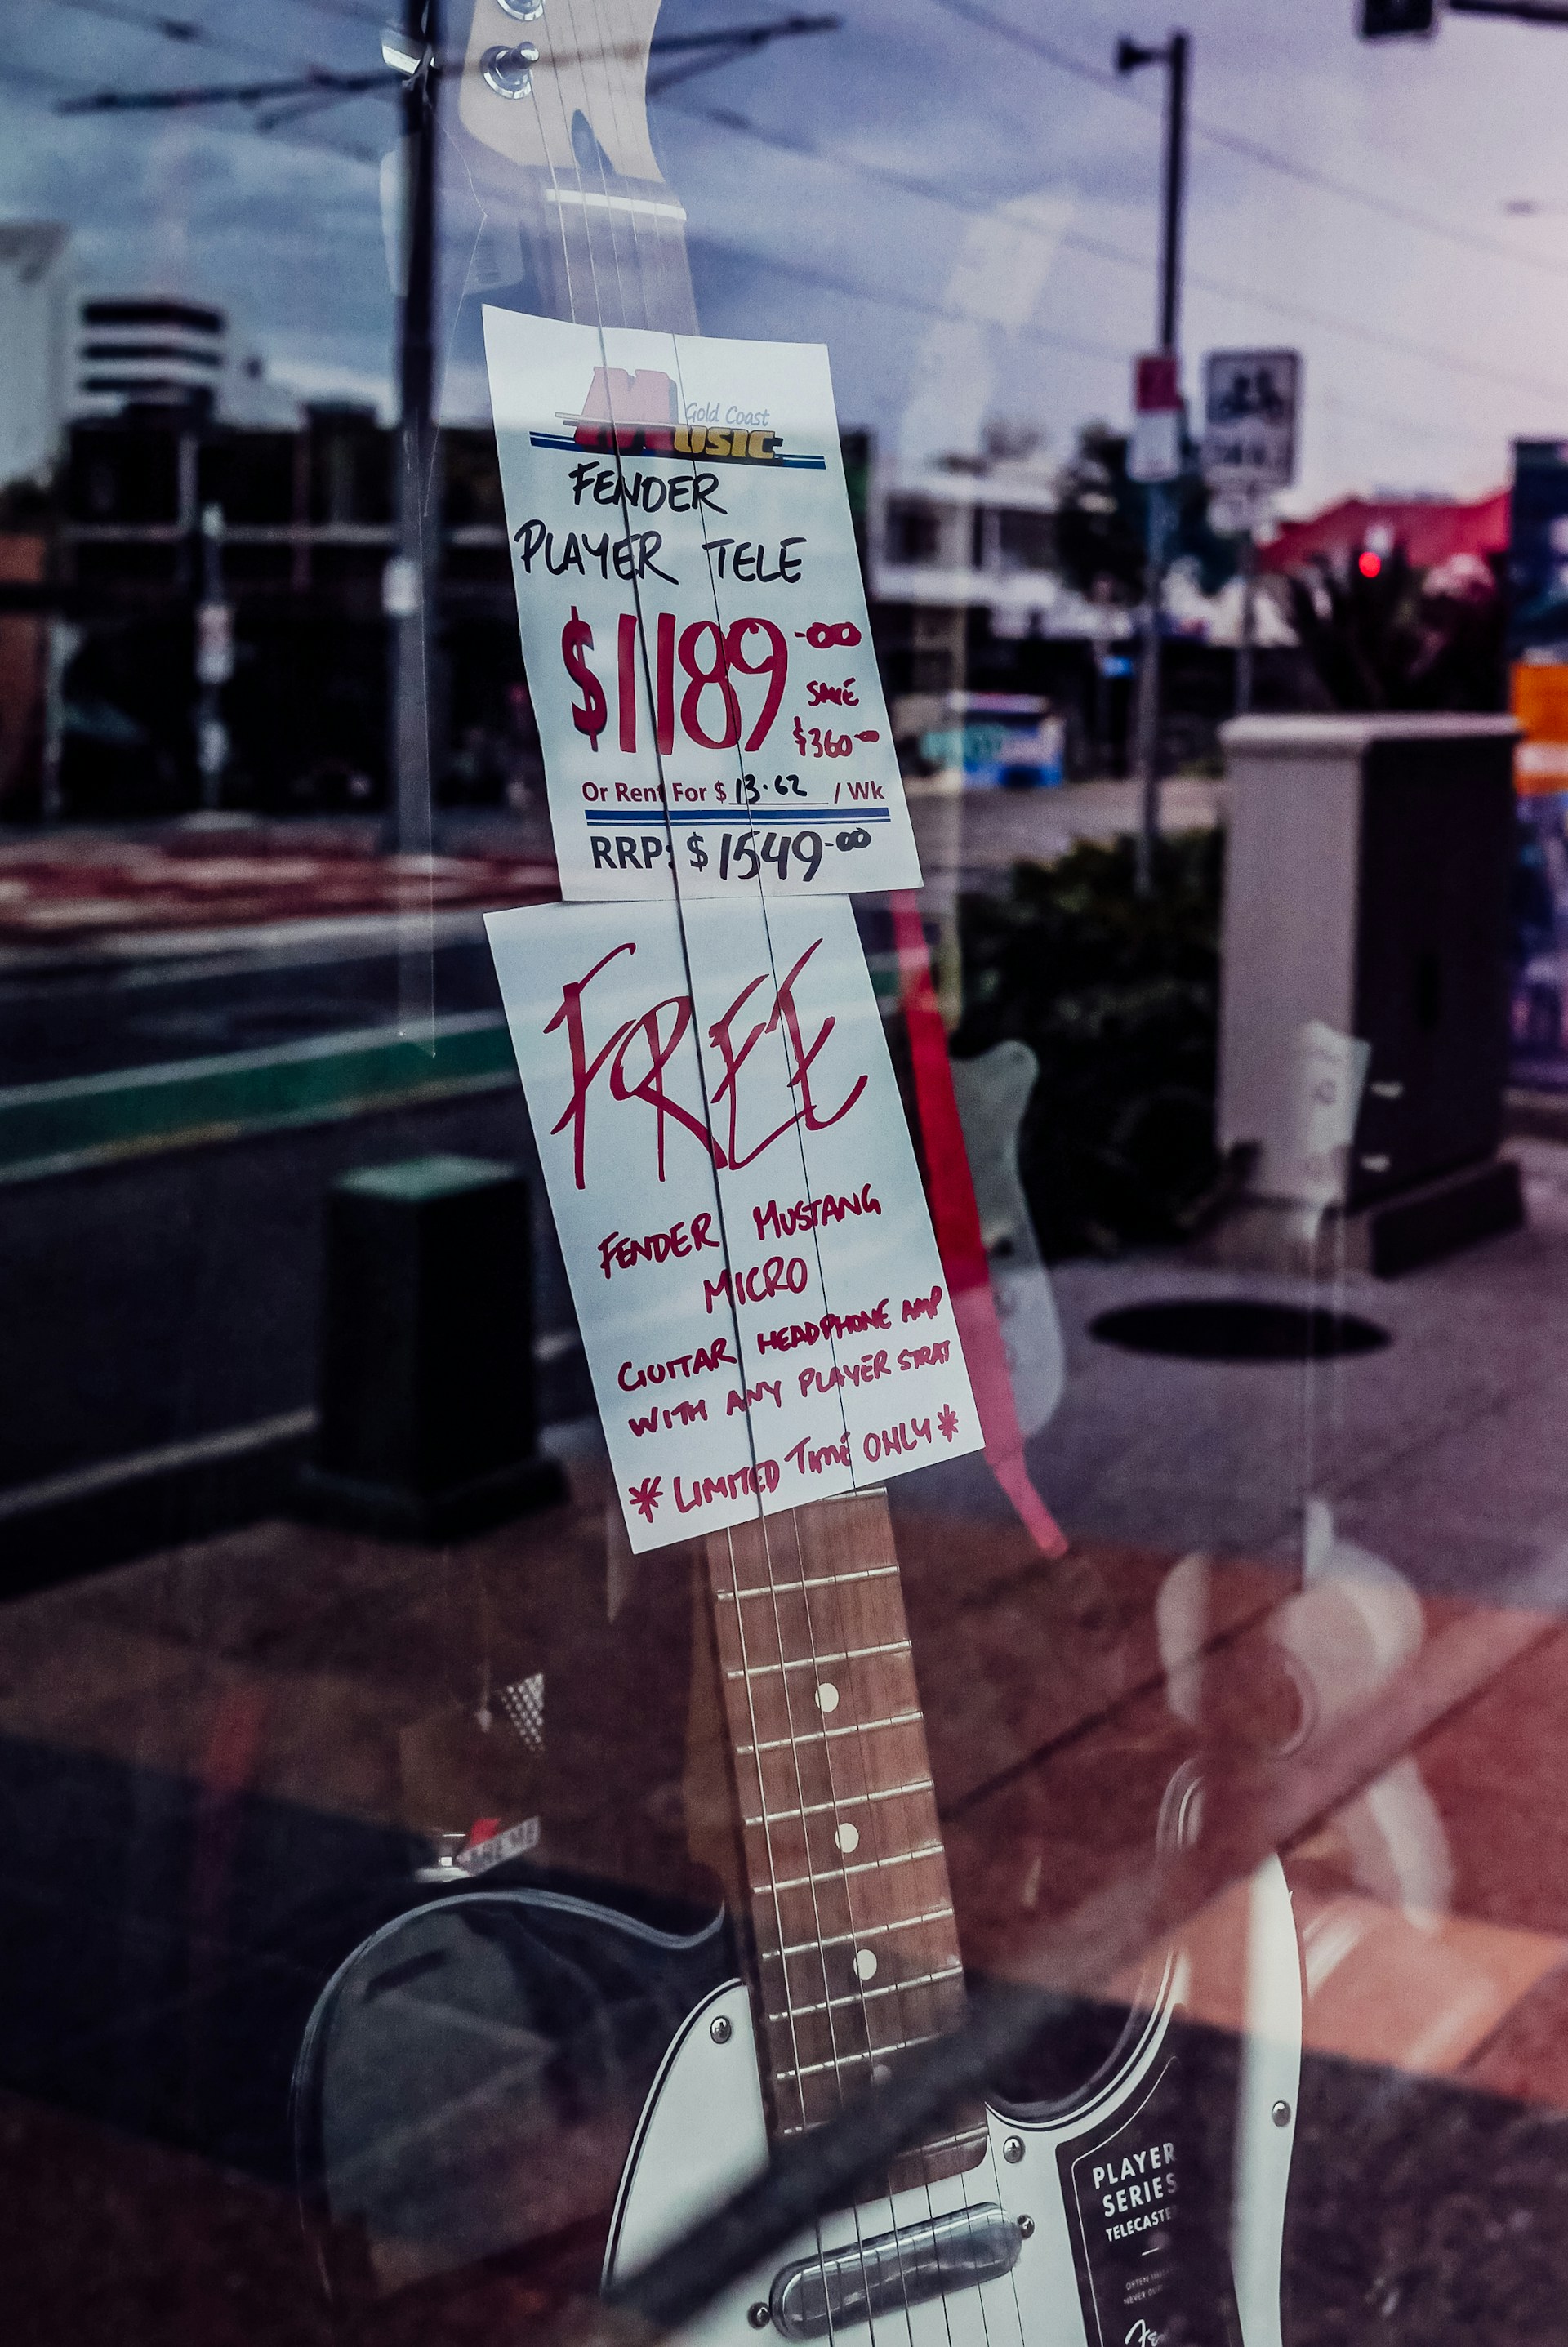 Gold Coast
Music
FENDER
PLAYER TELE
$1189-00
SAVE
$360-00
Or Rent For $ 13.62 / Wk
RRP: $ 1549-00
FREE
FENDER MUSTANG
MICRO
GUITAR HEADPHONE AMP
WITH ANY PLAYER STRAT
* LIMITED TIME ONLY *
PLAYER
SERIES
TELECASTE